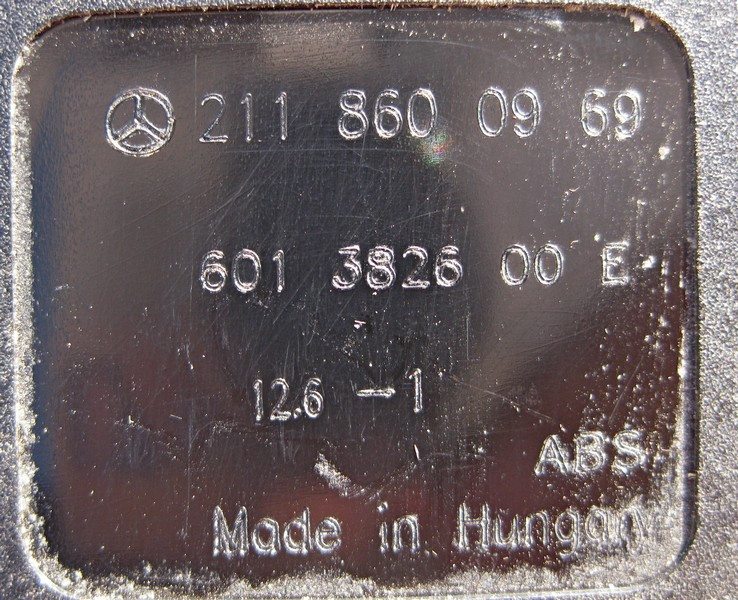 211 860 09 69
601 3826 00 E
12.6 - 1
ABS
Made in Hungary